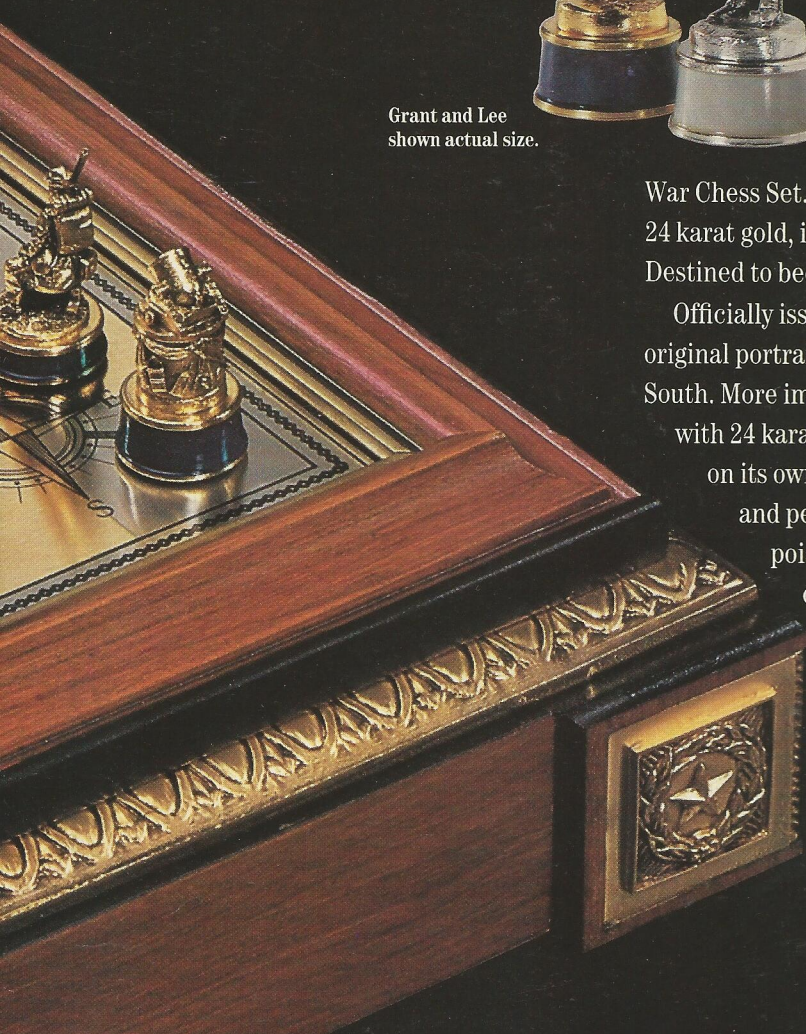 Grant and Lee
shown actual size.
War Chess Set.
24 karat gold, i
Destined to be
Officially iss
original portra
South. More im
with 24 kara
on its ow
and pe
poi
S